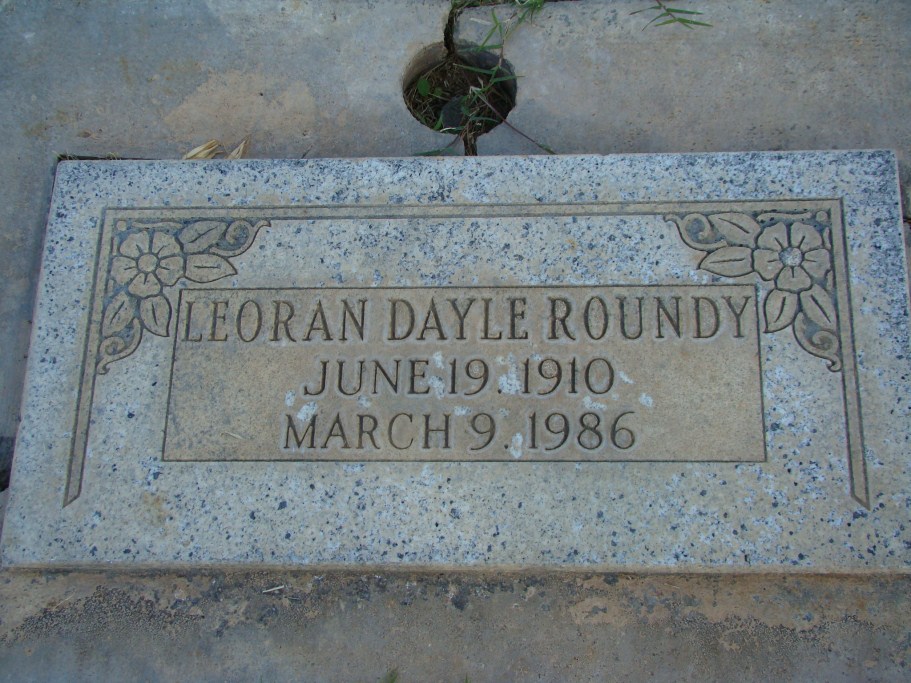 LEORAN DAYLE ROUNDY
JUNE 19. 1910
MARCH 9. 1986